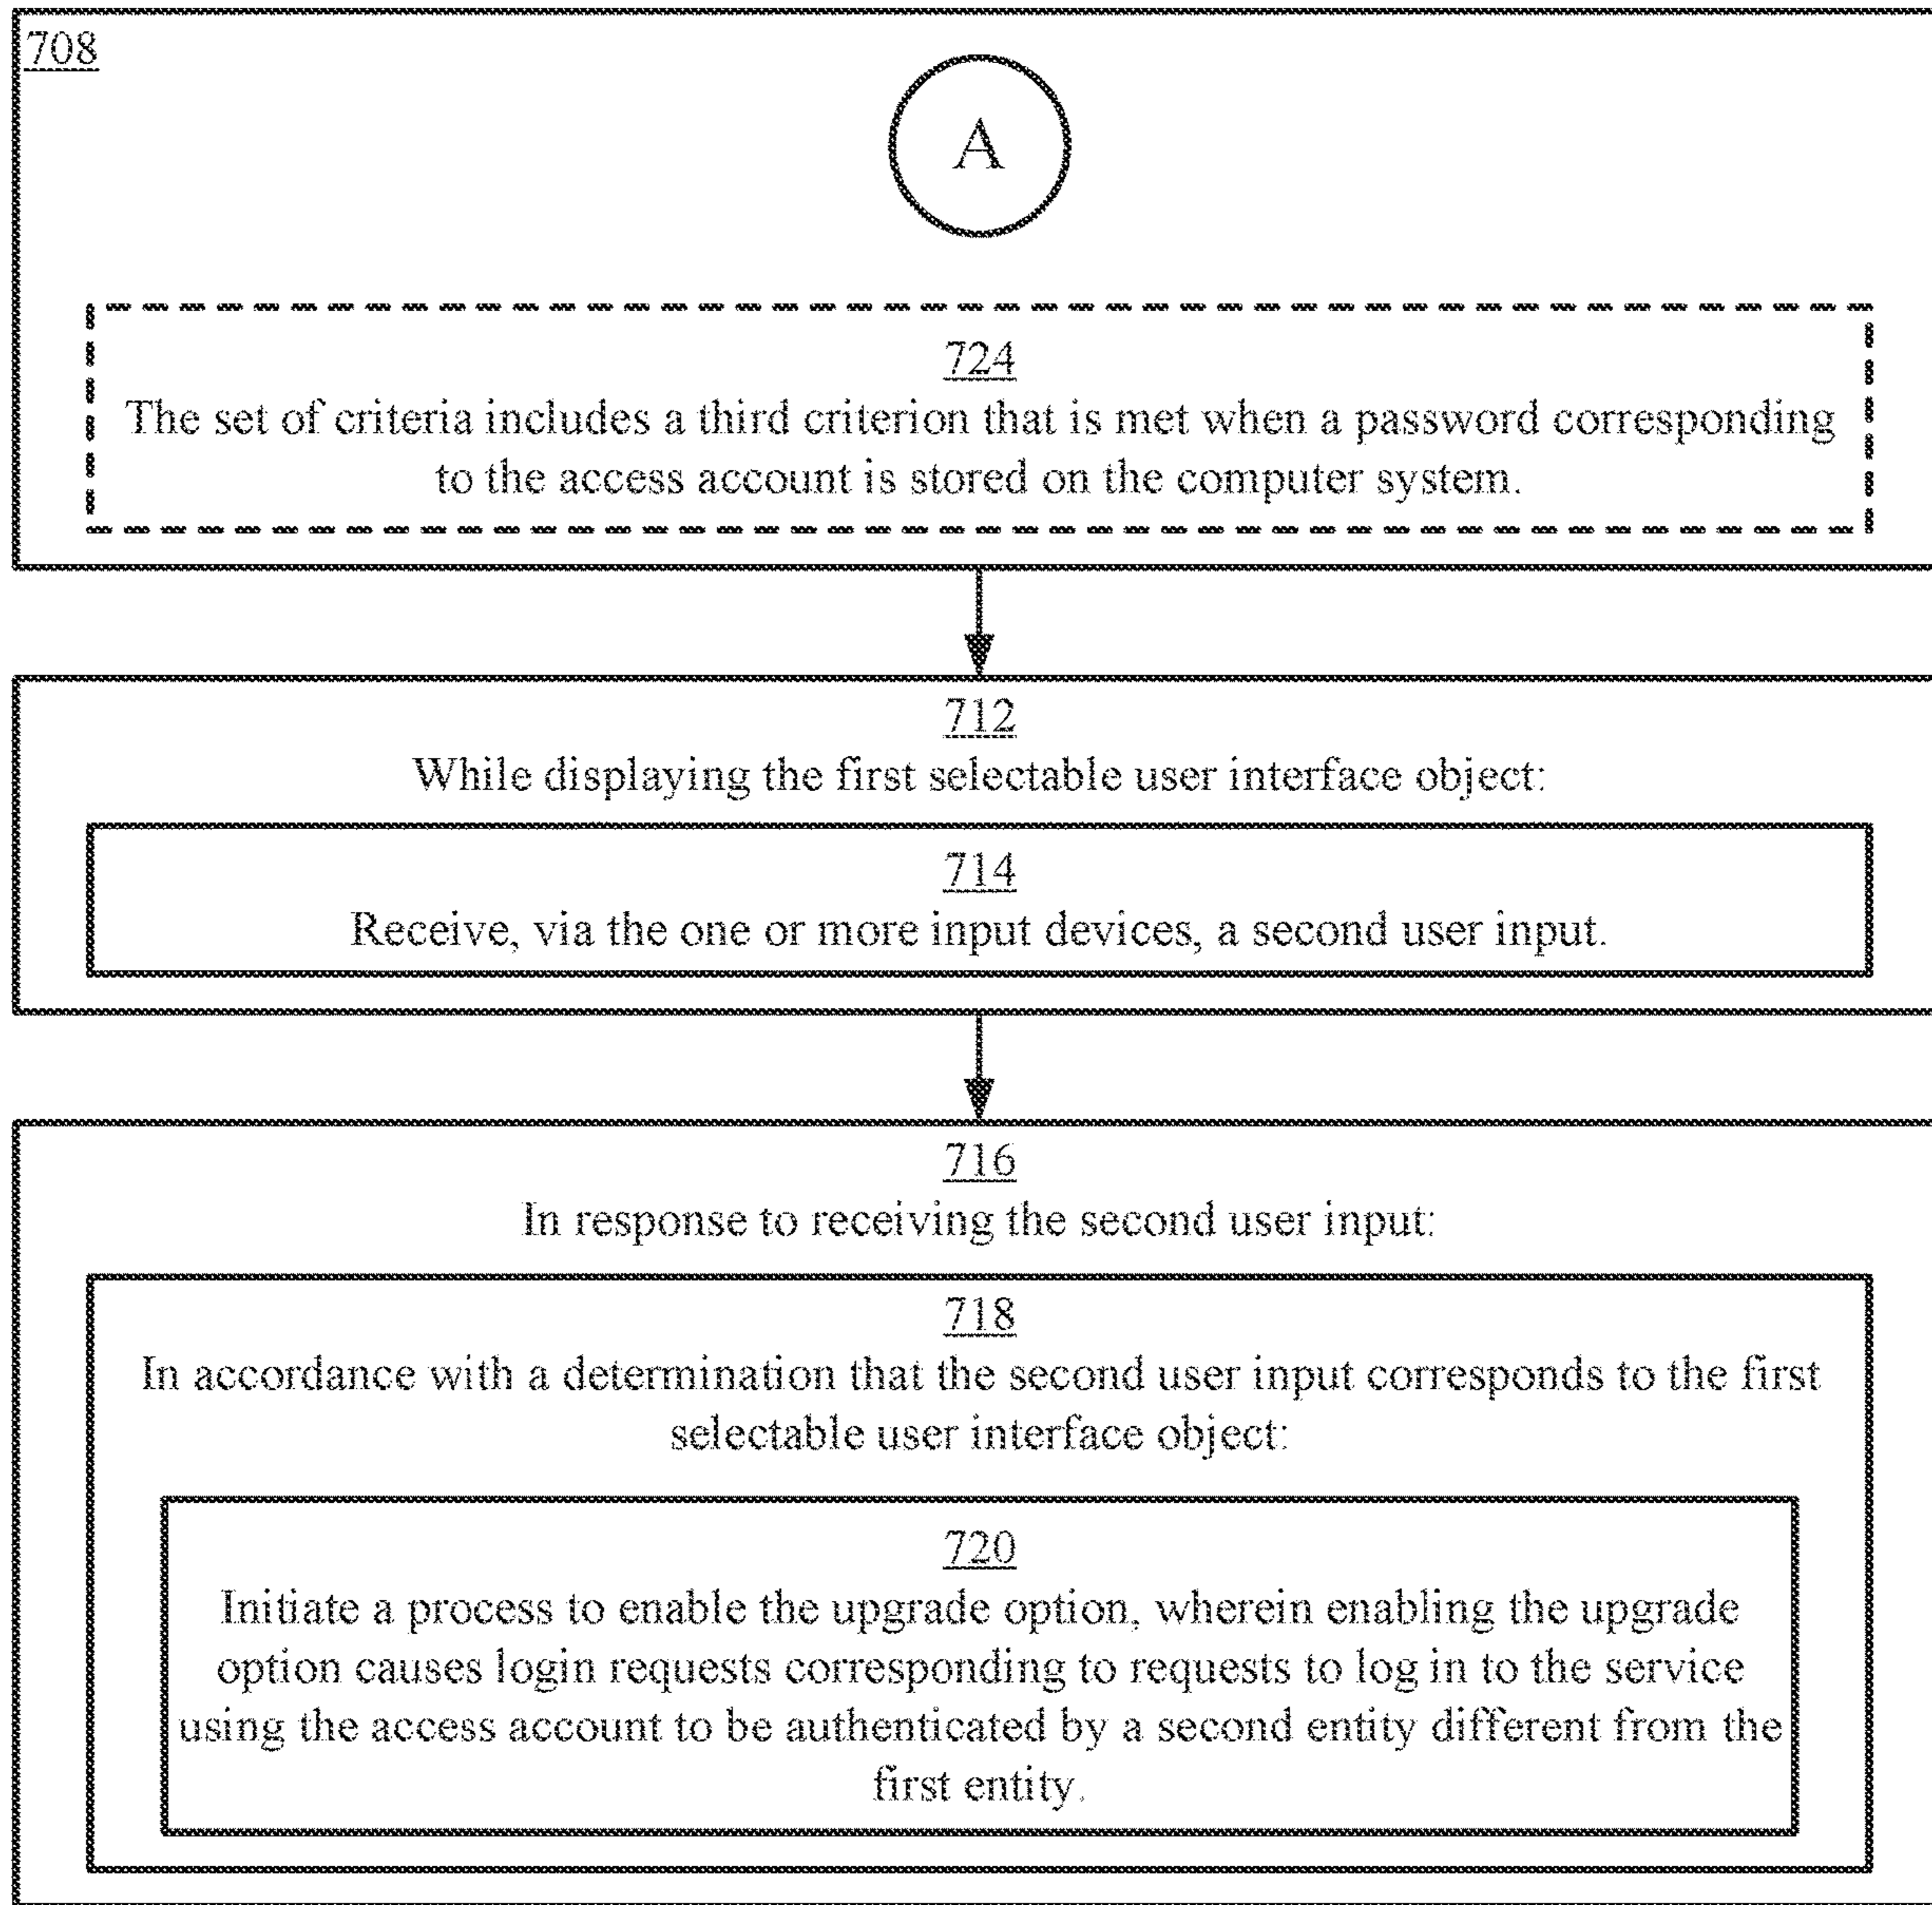 708
A
724
The set of criteria includes a third criterion that is met when a password corresponding
to the access account is stored on the computer system.
712
While displaying the first selectable user interface object:
714
Receive, via the one or more input devices, a second user input.
716
In response to receiving the second user input:
718
In accordance with a determination that the second user input corresponds to the first
selectable user interface object:
720
Initiate a process to enable the upgrade option, wherein enabling the upgrade
option causes login requests corresponding to requests to log in to the service
using the access account to be authenticated by a second entity different from the
first entity.